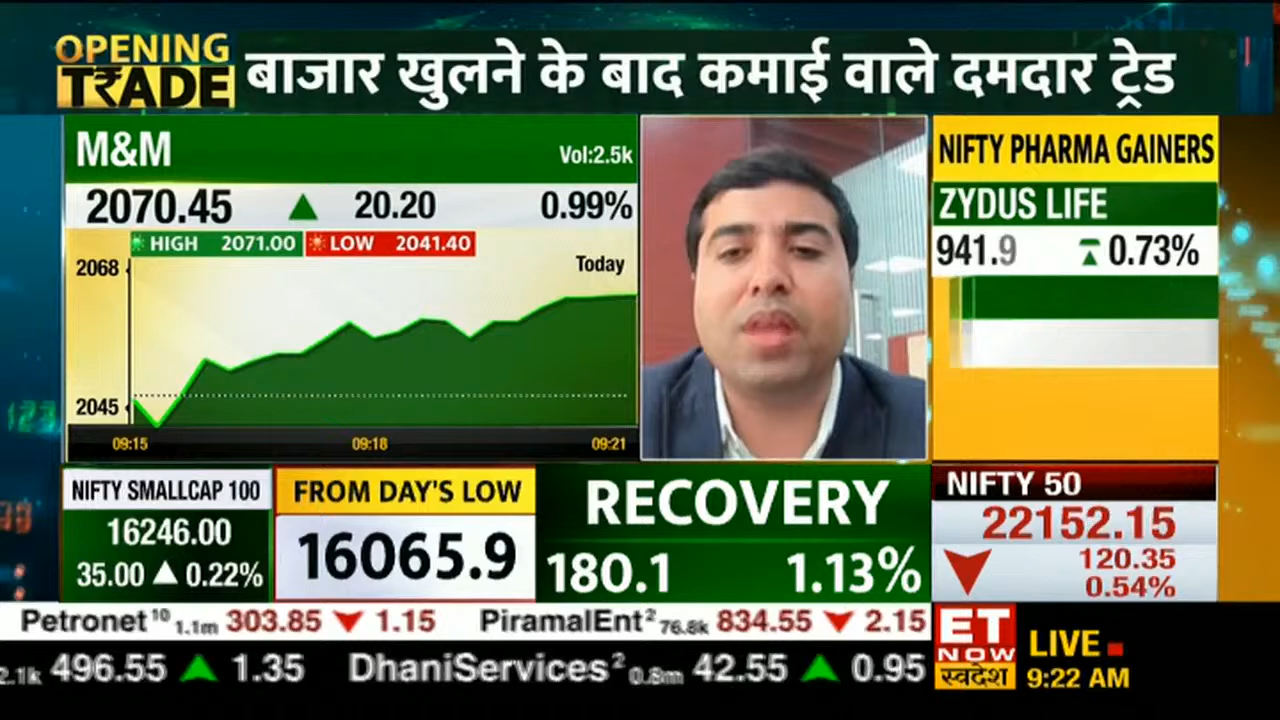 OPENING
TRADE
बाजार खुलने के बाद कमाई वाले दमदार ट्रेड
M&M
Vol:2.5k
2070.45 ▲ 20.20 0.99%
HIGH 2071.00 LOW 2041.40
2068
Today
2045
09:15 09:18 09:21
NIFTY PHARMA GAINERS
ZYDUS LIFE
941.9 0.73%
NIFTY SMALLCAP 100
16246.00
35.00 ▲ 0.22%
FROM DAY'S LOW
16065.9
RECOVERY
180.1 1.13%
NIFTY 50
22152.15
▼ 120.35
0.54%
Petronet 10 1.1m 303.85 ▼ 1.15 PiramalEnt 2 76.8k 834.55 ▼ 2.15
2.1k 496.55 ▲ 1.35 DhaniServices 2 0.8m 42.55 ▲ 0.95
ET
NOW
स्वदेश
LIVE
9:22 AM